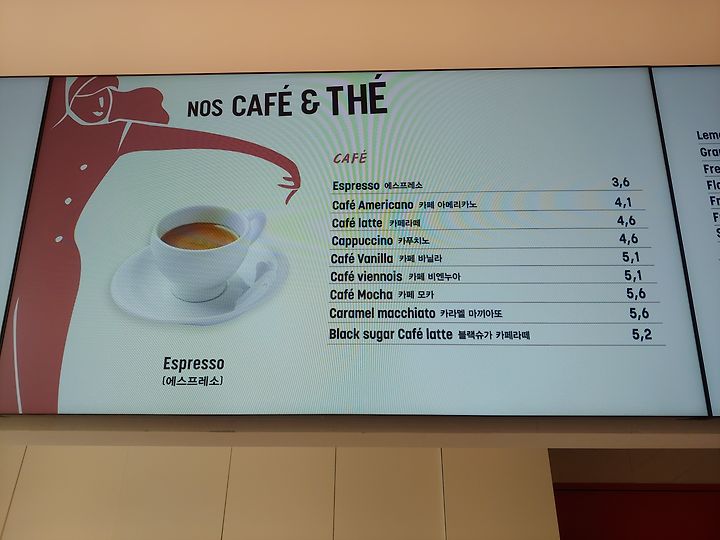 NOS CAFÉ & THÉ
CAFÉ
Espresso 에스프레소 3,6
Café Americano 카페 아메리카노 4,1
Café latte 카페라떼 4,6
Cappuccino 카푸치노 4,6
Café Vanilla 카페 바닐라 5,1
Café viennois 카페 비엔누아 5,1
Café Mocha 카페 모카 5,6
Caramel macchiato 카라멜 마끼아또 5,6
Black sugar Café latte 블랙슈가 카페라떼 5,2
Espresso
(에스프레소)